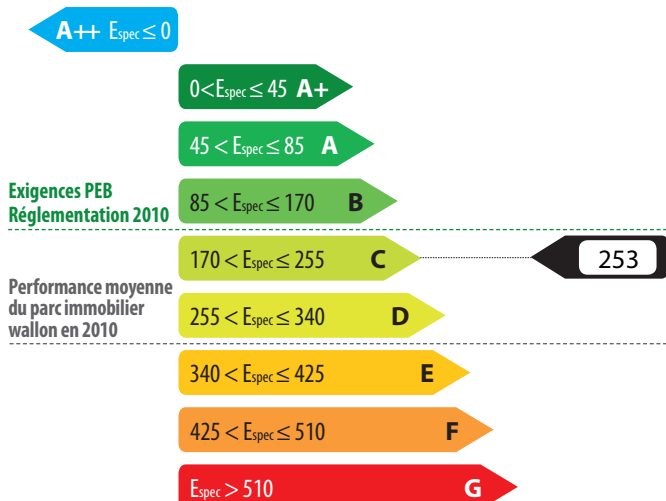 A++ Espec ≤ 0
0 < Espec ≤ 45 A+
45 < Espec ≤ 85 A
Exigences PEB
Réglementation 2010
85 < Espec ≤ 170 B
170 < Espec ≤ 255 C
253
Performance moyenne
du parc immobilier
wallon en 2010
255 < Espec ≤ 340 D
340 < Espec ≤ 425 E
425 < Espec ≤ 510 F
Espec > 510 G